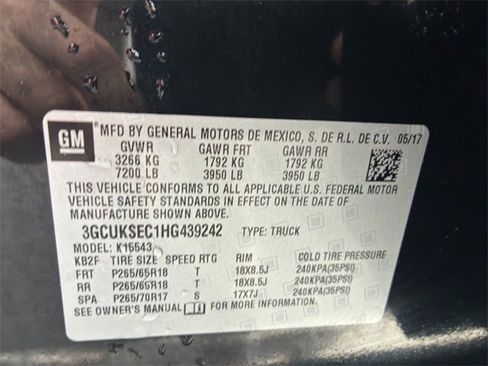 GM
MFD BY GENERAL MOTORS DE MEXICO, S. DE R.L. DE C.V. 05/17
GVWR GAWR FRT GAWR RR
3266 KG 1792 KG 1792 KG
7200 LB 3950 LB 3950 LB
THIS VEHICLE CONFORMS TO ALL APPLICABLE U.S. FEDERAL MOTOR
VEHICLE SAFETY STANDARDS IN EFFECT ON THE DATE OF
MANUFACTURE SHOWN ABOVE.
3GCUKSEC1HG439242 TYPE: TRUCK
MODEL: K15543
KB2F TIRE SIZE SPEED RTG RIM COLD TIRE PRESSURE
FRT P265/65R18 T 18X8.5J 240KPA(35PSI)
RR P265/65R18 T 18X8.5J 240KPA(35PSI)
SPA P265/70R17 S 17X7J 240KPA(35PSI)
SEE OWNER'S MANUAL FOR MORE INFORMATION.